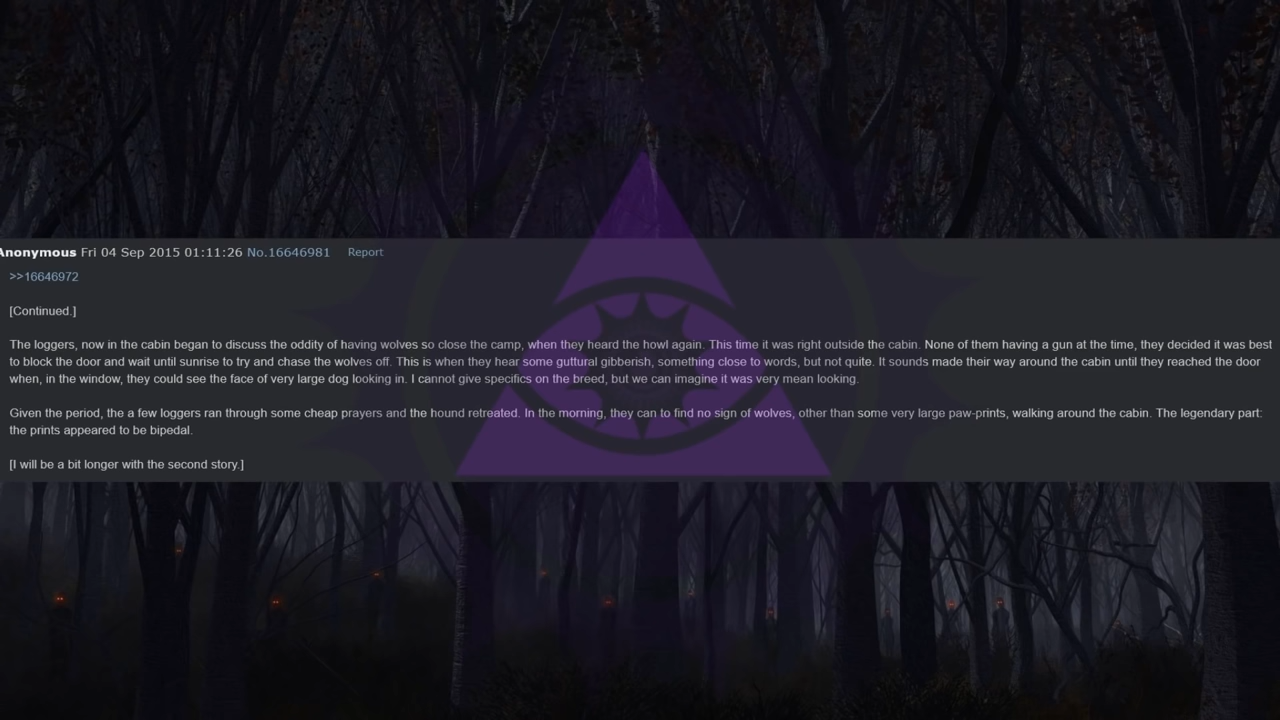 Anonymous Fri 04 Sep 2015 01:11:26 No.16646981 Report
>>16646972
[Continued.]
The loggers, now in the cabin began to discuss the oddity of having wolves so close the camp, when they heard the howl again. This time it was right outside the cabin. None of them having a gun at the time, they decided it was best
to block the door and wait until sunrise to try and chase the wolves off. This is when they hear some guttural gibberish, something close to words, but not quite. It sounds made their way around the cabin until they reached the door
when, in the window, they could see the face of very large dog looking in. I cannot give specifics on the breed, but we can imagine it was very mean looking.
Given the period, the a few loggers ran through some cheap prayers and the hound retreated. In the morning, they can to find no sign of wolves, other than some very large paw-prints, walking around the cabin. The legendary part:
the prints appeared to be bipedal.
[I will be a bit longer with the second story.]